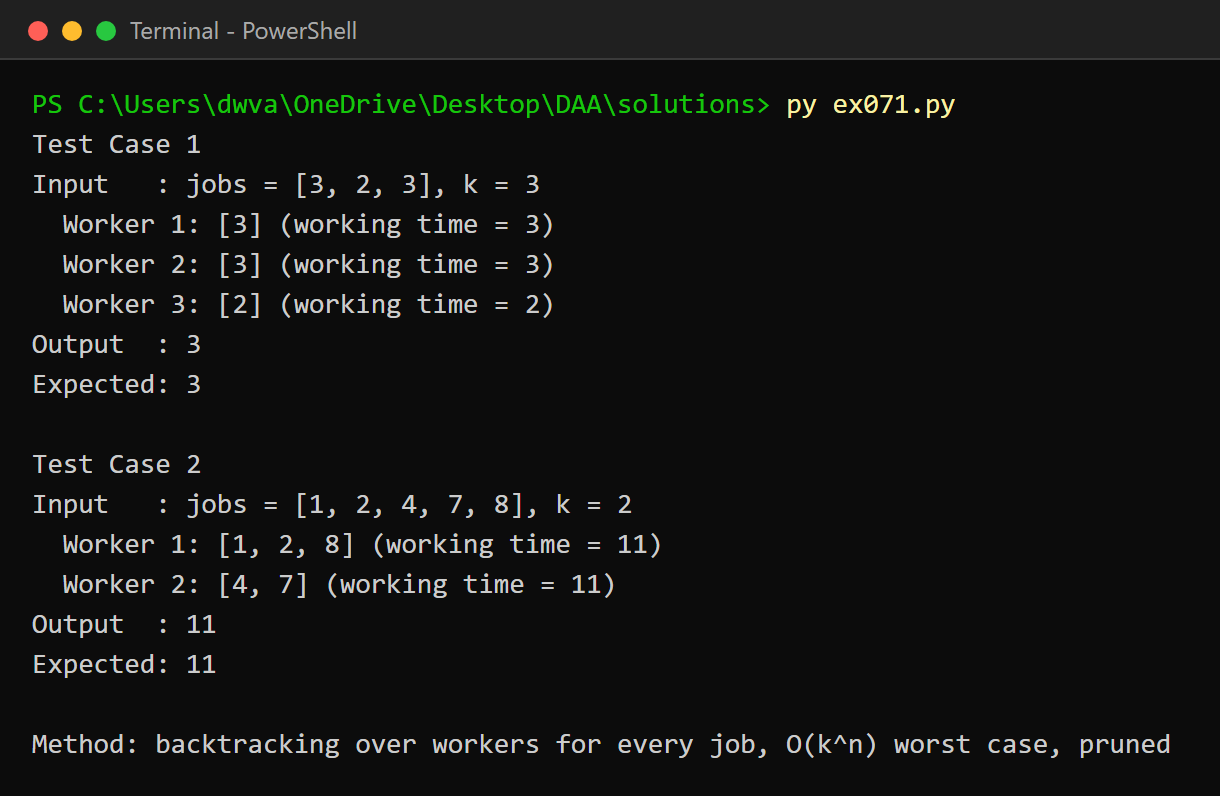 Terminal - PowerShell
PS C:\Users\dwva\OneDrive\Desktop\DAA\solutions> py ex071.py
Test Case 1
Input   : jobs = [3, 2, 3], k = 3
  Worker 1: [3] (working time = 3)
  Worker 2: [3] (working time = 3)
  Worker 3: [2] (working time = 2)
Output  : 3
Expected: 3

Test Case 2
Input   : jobs = [1, 2, 4, 7, 8], k = 2
  Worker 1: [1, 2, 8] (working time = 11)
  Worker 2: [4, 7] (working time = 11)
Output  : 11
Expected: 11

Method: backtracking over workers for every job, O(k^n) worst case, pruned